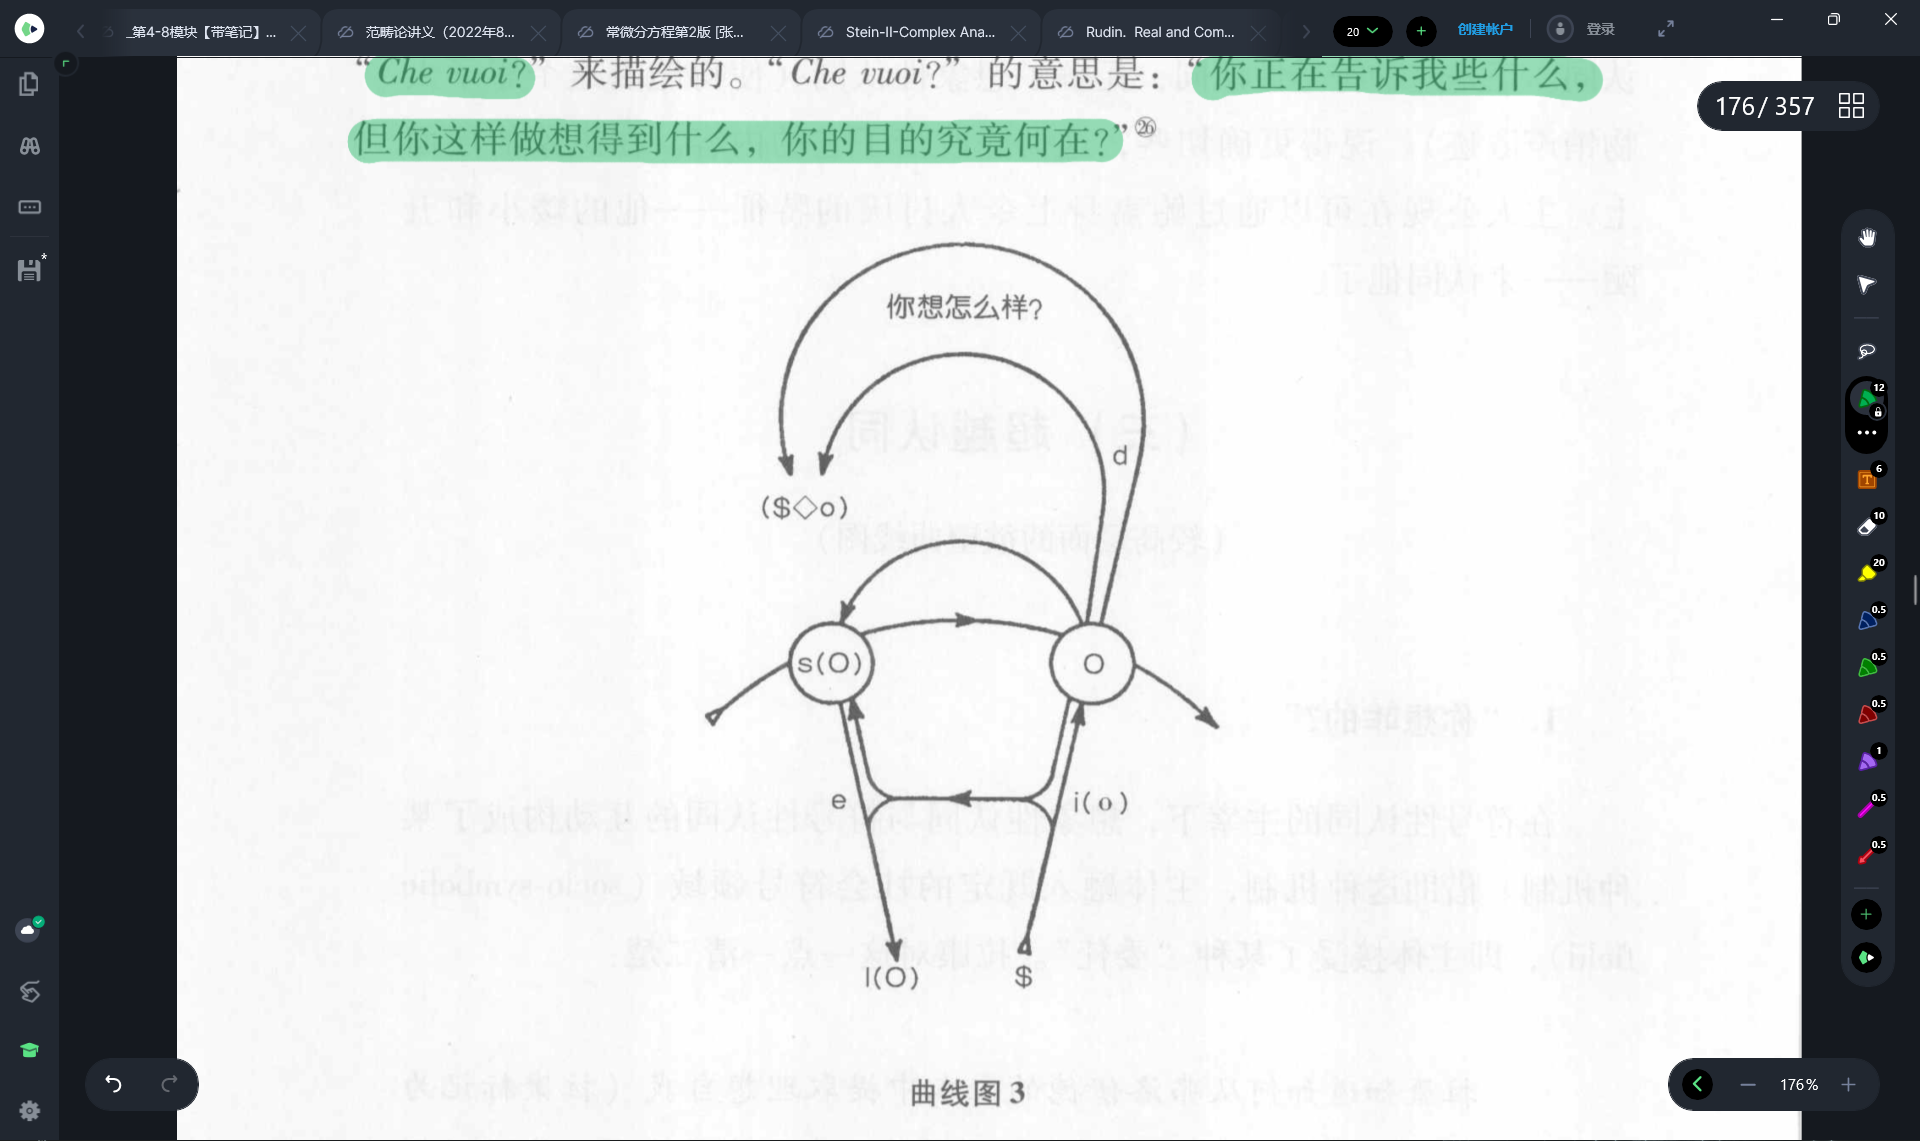 _第4-8模块【带笔记】...
范畴论讲义（2022年8...
常微分方程第2版 [张...
Stein-II-Complex Ana...
Rudin.  Real and Com...
20
创建帐户
登录
“Che vuoi?” 来描绘的。“Che vuoi?” 的意思是：“你正在告诉我些什么，
但你这样做想得到什么，你的目的究竟何在？”㉖
176/ 357
你想怎么样?
d
($◇o)
s(O)
O
e
i(o)
I(O)
$
曲线图 3
12
6
10
20
0.5
0.5
0.5
1
0.5
0.5
176%